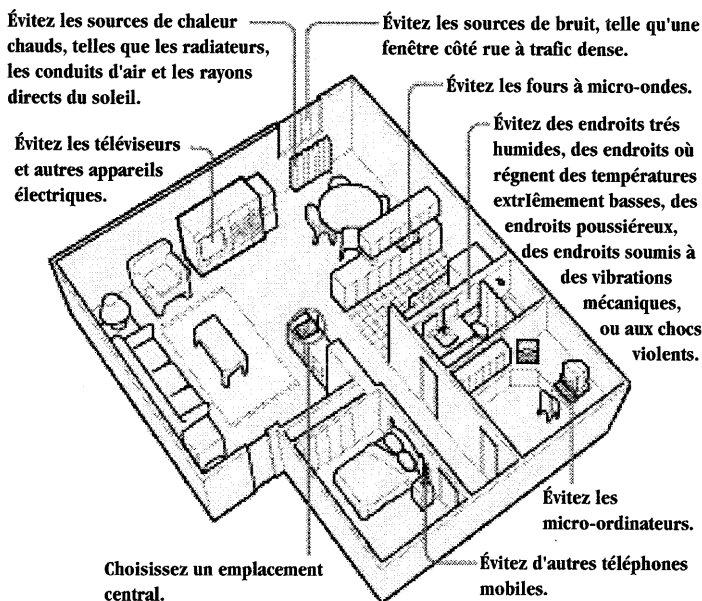 Évitez les sources de chaleur
chauds, telles que les radiateurs,
les conduits d'air et les rayons
directs du soleil.
Évitez les sources de bruit, telle qu'une
fenêtre côté rue à trafic dense.
Évitez les fours à micro-ondes.
Évitez les téléviseurs
et autres appareils
électriques.
Évitez des endroits trés
humides, des endroits où
régnent des températures
extrIêmement basses, des
endroits poussiéreux,
des endroits soumis à
des vibrations
mécaniques,
ou aux chocs
violents.
Évitez les
micro-ordinateurs.
Choisissez un emplacement
central.
Évitez d'autres téléphones
mobiles.